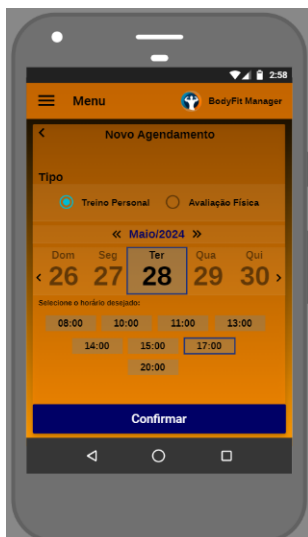 2:58
Menu BodyFit Manager
Novo Agendamento
Tipo
Treino Personal Avaliação Física
« Maio/2024 »
Dom Seg Ter Qua Qui
‹ 26 27 28 29 30 ›
Selecione o horário desejado:
08:00 10:00 11:00 13:00
14:00 15:00 17:00
20:00
Confirmar